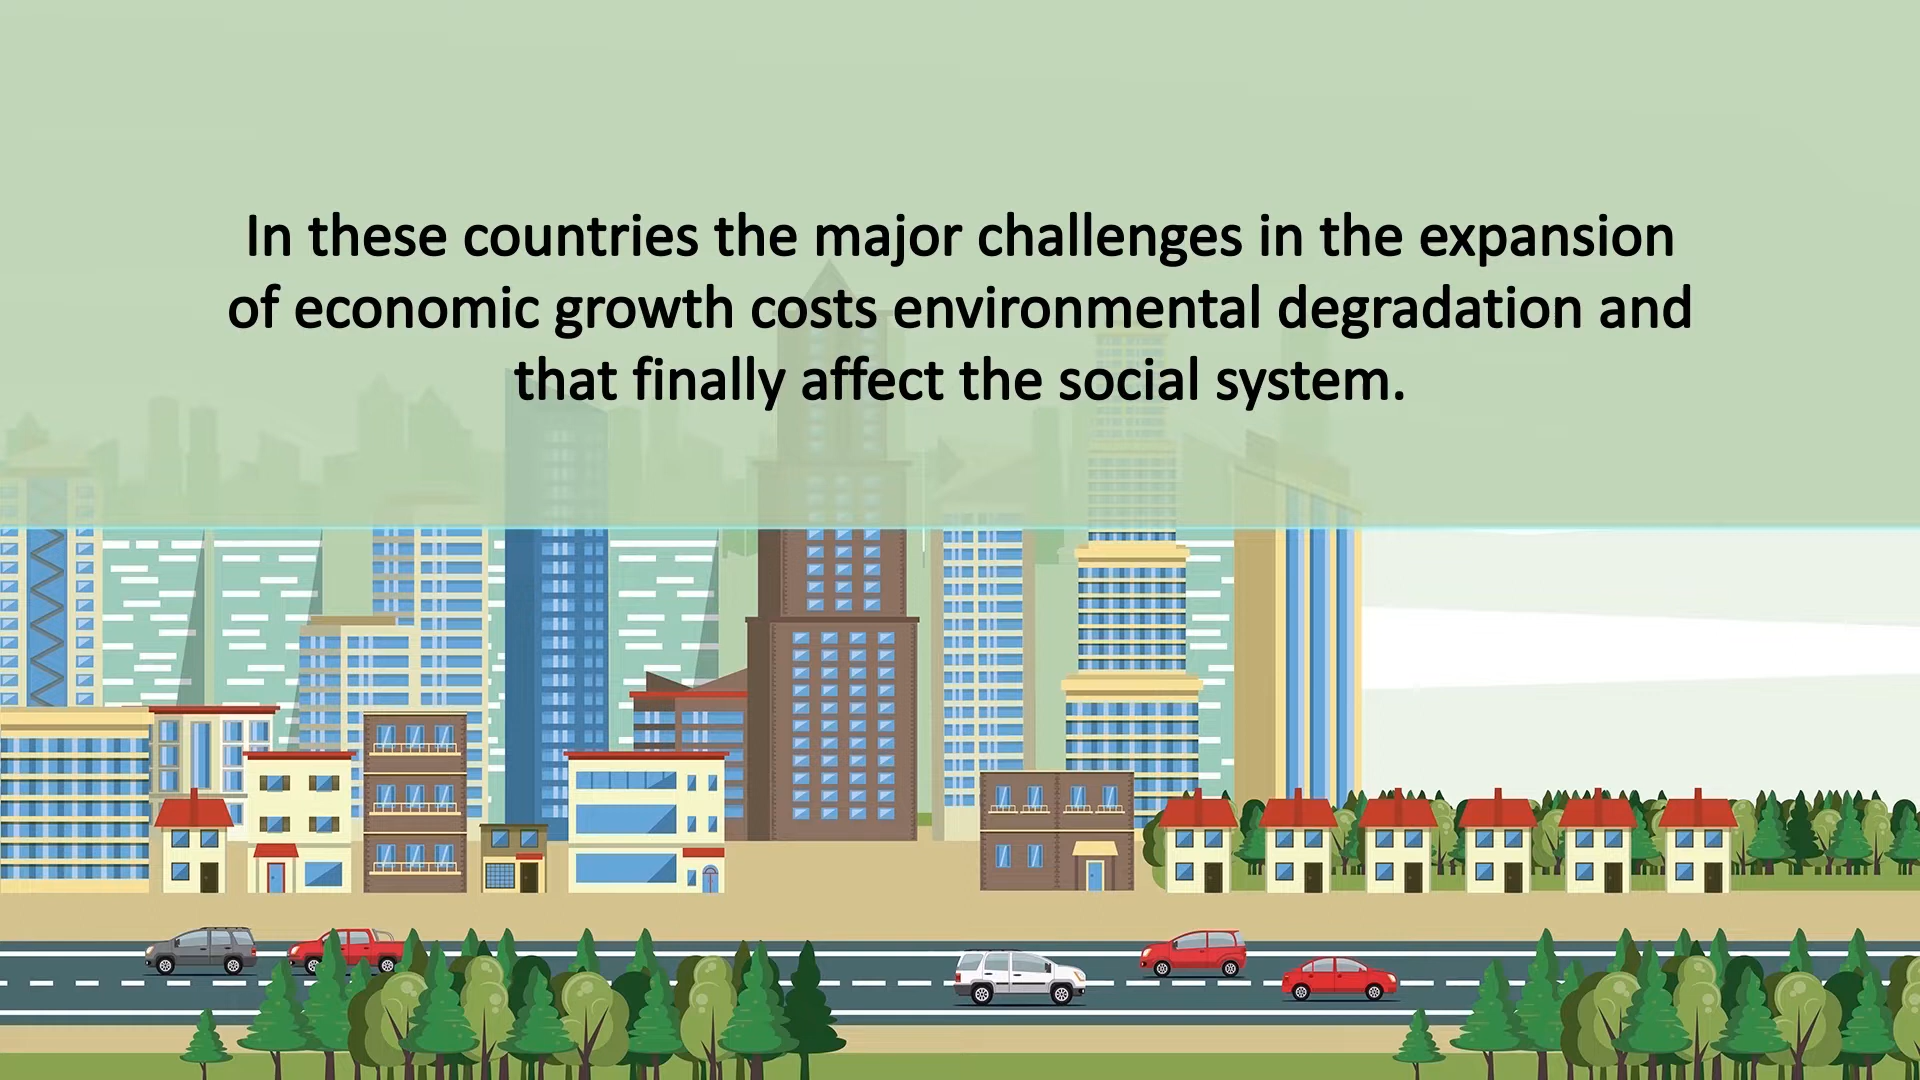 In these countries the major challenges in the expansion
of economic growth costs environmental degradation and
that finally affect the social system.